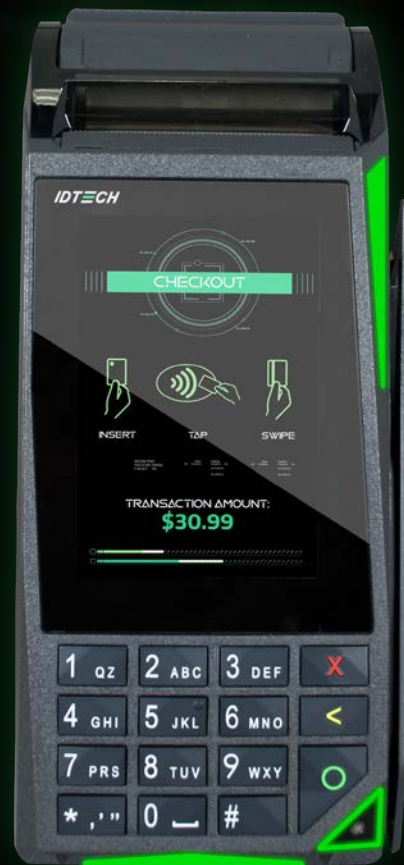 IDTECH
CHECKOUT
INSERT TAP SWIPE
TRANSACTION AMOUNT:
$30.99
1 QZ 2 ABC 3 DEF X
4 GHI 5 JKL 6 MNO <
7 PRS 8 TUV 9 WXY O
* ,'" 0 #